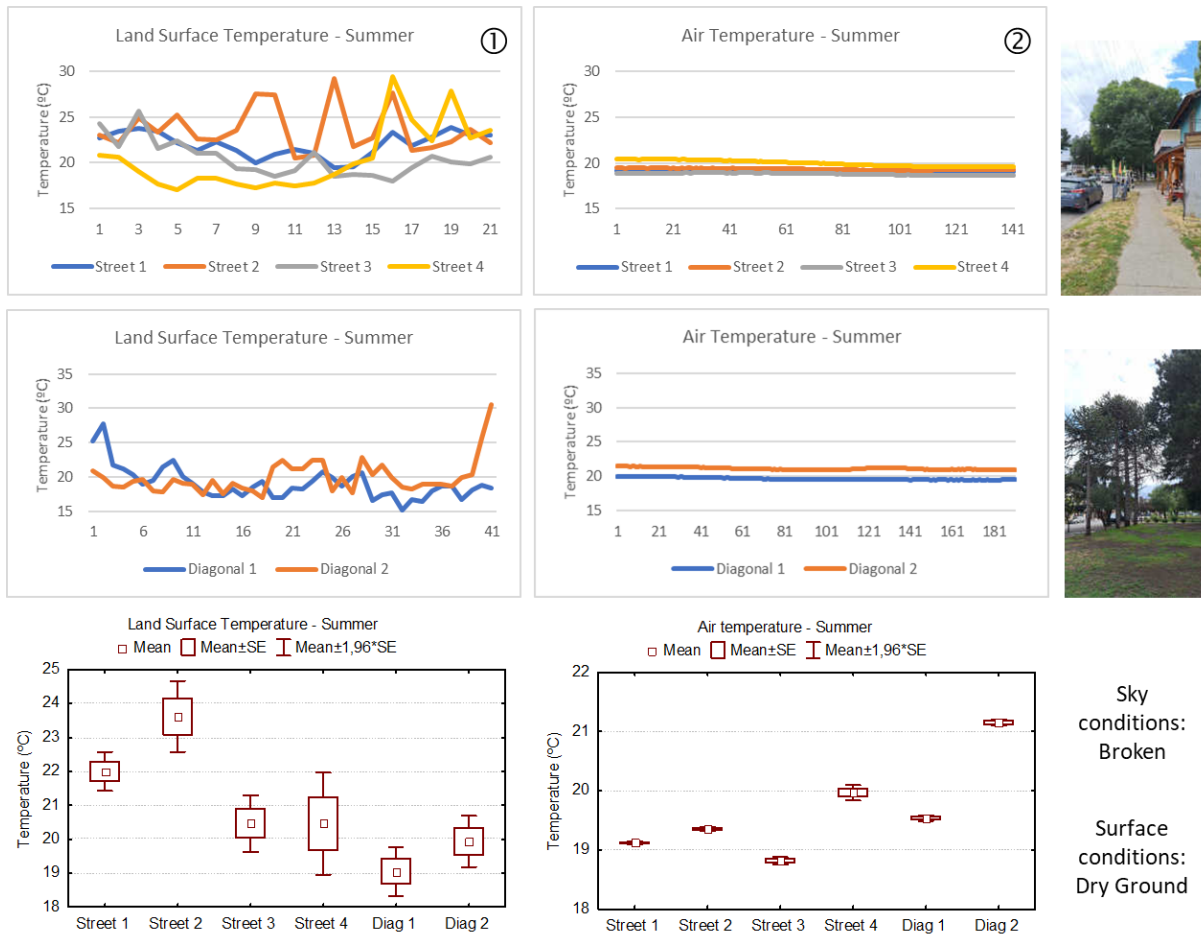 Land Surface Temperature - Summer
①
Temperature (ºC)
30
25
20
15
1 3 5 7 9 11 13 15 17 19 21
Street 1 Street 2 Street 3 Street 4
Air Temperature - Summer
②
Temperature (ºC)
30
25
20
15
1 21 41 61 81 101 121 141
Street 1 Street 2 Street 3 Street 4
Land Surface Temperature - Summer
Temperature (ºC)
35
30
25
20
15
1 6 11 16 21 26 31 36 41
Diagonal 1 Diagonal 2
Air Temperature - Summer
Temperature (ºC)
35
30
25
20
15
1 21 41 61 81 101 121 141 161 181
Diagonal 1 Diagonal 2
Land Surface Temperature - Summer
Mean Mean±SE Mean±1,96*SE
Temperature (ºC)
25
24
23
22
21
20
19
18
Street 1 Street 2 Street 3 Street 4 Diag 1 Diag 2
Air temperature - Summer
Mean Mean±SE Mean±1,96*SE
Temperature (ºC)
22
21
20
19
18
Street 1 Street 2 Street 3 Street 4 Diag 1 Diag 2
Sky
conditions:
Broken
Surface
conditions:
Dry Ground